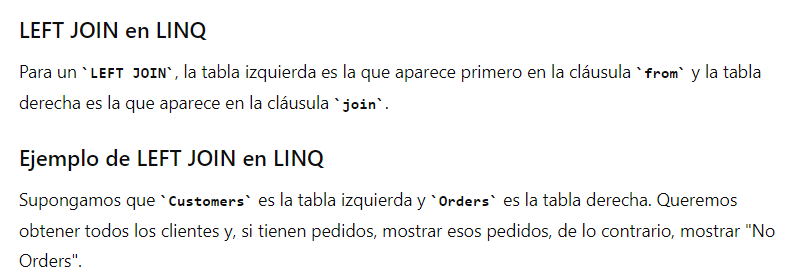 LEFT JOIN en LINQ
Para un `LEFT JOIN`, la tabla izquierda es la que aparece primero en la cláusula `from` y la tabla
derecha es la que aparece en la cláusula `join`.
Ejemplo de LEFT JOIN en LINQ
Supongamos que `Customers` es la tabla izquierda y `Orders` es la tabla derecha. Queremos
obtener todos los clientes y, si tienen pedidos, mostrar esos pedidos, de lo contrario, mostrar "No
Orders".